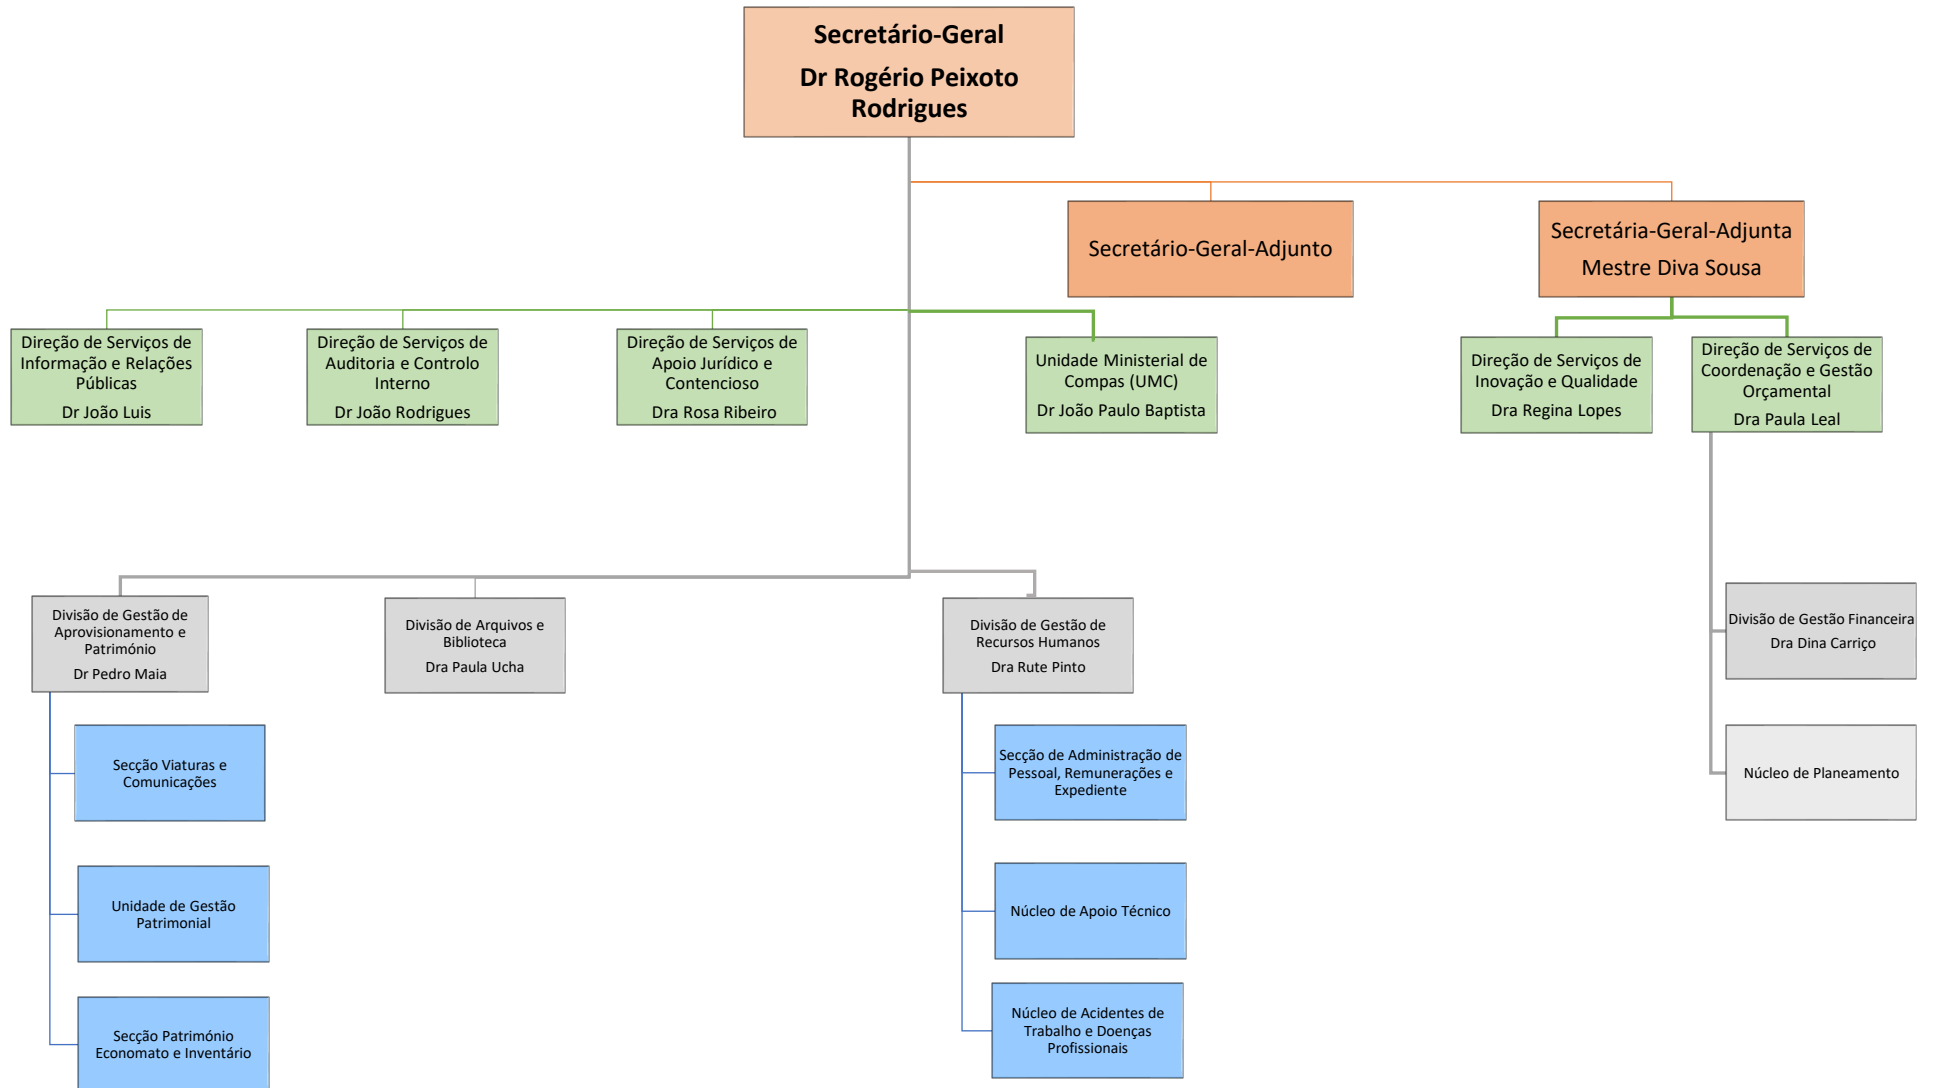 Secretário-Geral
Dr Rogério Peixoto
Rodrigues
Secretário-Geral-Adjunto
Secretária-Geral-Adjunta
Mestre Diva Sousa
Direção de Serviços de
Informação e Relações
Públicas
Dr João Luis
Direção de Serviços de
Auditoria e Controlo
Interno
Dr João Rodrigues
Direção de Serviços de
Apoio Jurídico e
Contencioso
Dra Rosa Ribeiro
Unidade Ministerial de
Compas (UMC)
Dr João Paulo Baptista
Direção de Serviços de
Inovação e Qualidade
Dra Regina Lopes
Direção de Serviços de
Coordenação e Gestão
Orçamental
Dra Paula Leal
Divisão de Gestão de
Aprovisionamento e
Património
Dr Pedro Maia
Divisão de Arquivos e
Biblioteca
Dra Paula Ucha
Divisão de Gestão de
Recursos Humanos
Dra Rute Pinto
Divisão de Gestão Financeira
Dra Dina Carriço
Secção Viaturas e
Comunicações
Secção de Administração de
Pessoal, Remunerações e
Expediente
Núcleo de Planeamento
Unidade de Gestão
Patrimonial
Núcleo de Apoio Técnico
Secção Património
Economato e Inventário
Núcleo de Acidentes de
Trabalho e Doenças
Profissionais